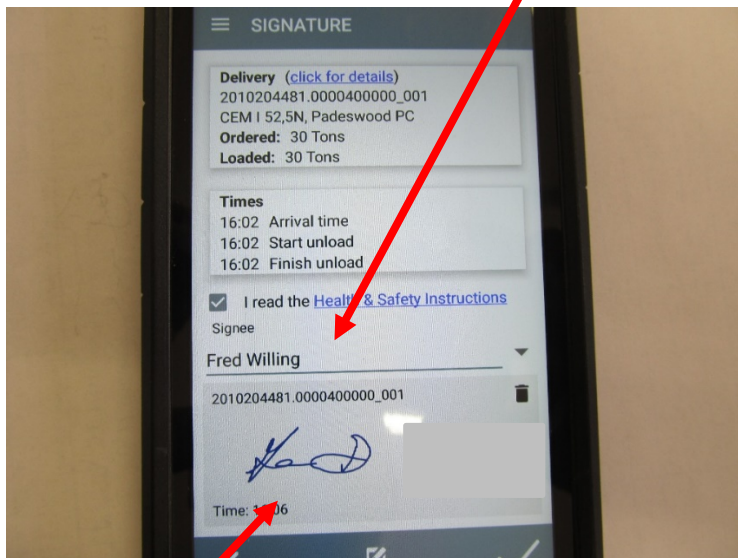 SIGNATURE
Delivery (click for details)
2010204481.0000400000_001
CEM I 52,5N, Padeswood PC
Ordered: 30 Tons
Loaded: 30 Tons
Times
16:02 Arrival time
16:02 Start unload
16:02 Finish unload
I read the Health & Safety Instructions
Signee
Fred Willing
2010204481.0000400000_001
Time: 16:06